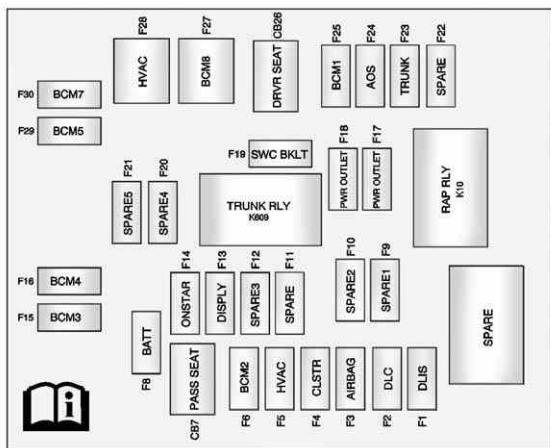 F28
F27
CB26
F25
F24
F23
F22
HVAC
BCM8
DRVR SEAT
BCM1
AOS
TRUNK
SPARE
F30 BCM7
F29 BCM5
F19 SWC BKLT
F18
F17
PWR OUTLET
PWR OUTLET
RAP RLY
K10
F21
F20
SPARE5
SPARE4
TRUNK RLY
K609
F16 BCM4
F15 BCM3
F14
F13
F12
F11
F10
F9
ONSTAR
DISPLY
SPARE3
SPARE
SPARE2
SPARE1
SPARE
BATT
F8
PASS SEAT
BCM2
HVAC
CLSTR
AIRBAG
DLC
DLIS
CB7
F6
F5
F4
F3
F2
F1
i